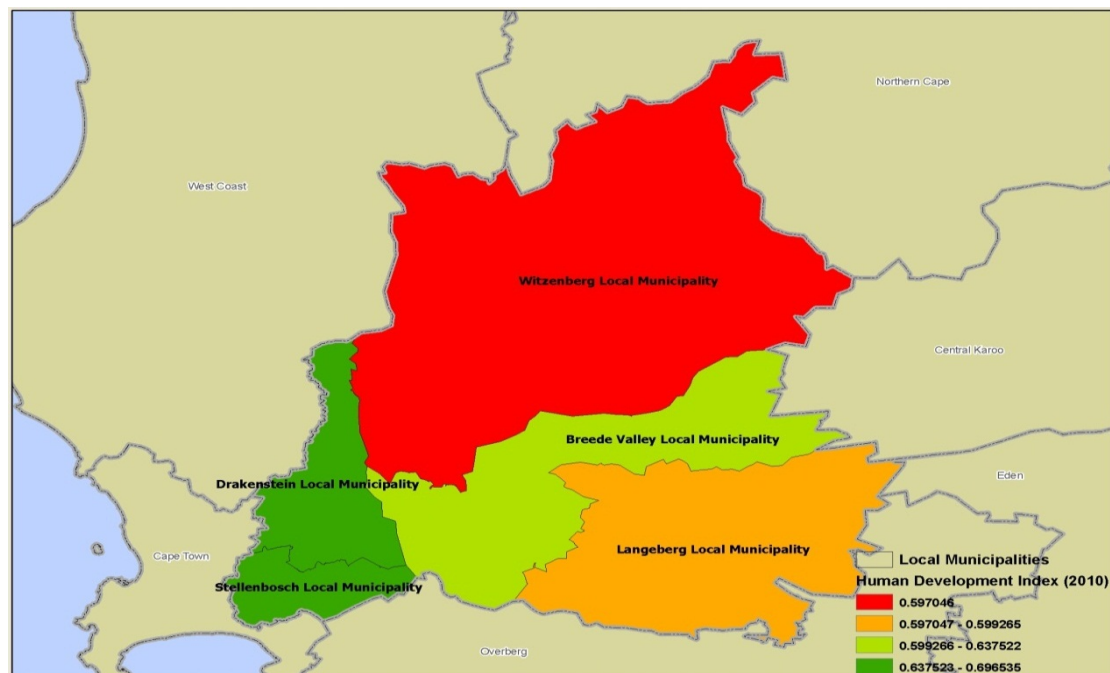 Northern Cape
West Coast
Witzenberg Local Municipality
Central Karoo
Breede Valley Local Municipality
Eden
Drakenstein Local Municipality
Cape Town
Langeberg Local Municipality
Stellenbosch Local Municipality
Overberg
Local Municipalities
Human Development Index (2010)
0.597046
0.597047 - 0.599265
0.599266 - 0.637522
0.637523 - 0.696535